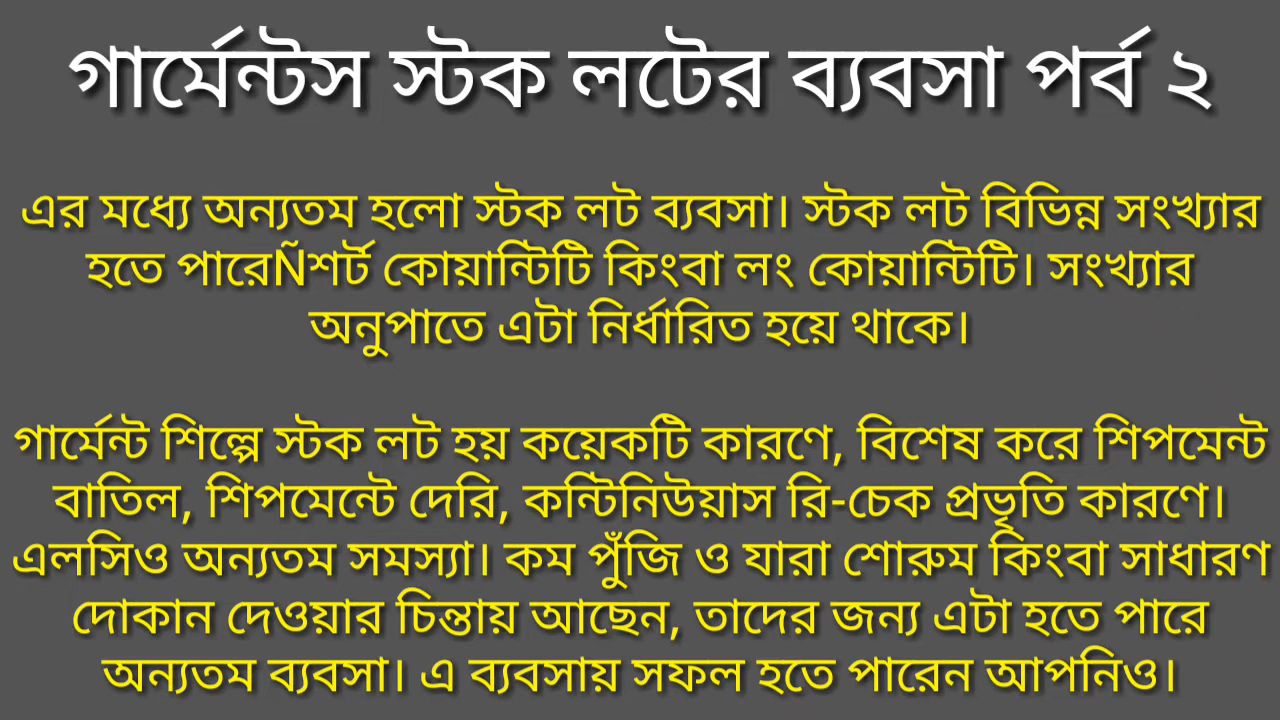 গার্মেন্টস স্টক লটের ব্যবসা পর্ব ২
এর মধ্যে অন্যতম হলো স্টক লট ব্যবসা। স্টক লট বিভিন্ন সংখ্যার
হতে পারেÑশর্ট কোয়ান্টিটি কিংবা লং কোয়ান্টিটি। সংখ্যার
অনুপাতে এটা নির্ধারিত হয়ে থাকে।
গার্মেন্ট শিল্পে স্টক লট হয় কয়েকটি কারণে, বিশেষ করে শিপমেন্ট
বাতিল, শিপমেন্টে দেরি, কন্টিনিউয়াস রি-চেক প্রভৃতি কারণে।
এলসিও অন্যতম সমস্যা। কম পুঁজি ও যারা শোরুম কিংবা সাধারণ
দোকান দেওয়ার চিন্তায় আছেন, তাদের জন্য এটা হতে পারে
অন্যতম ব্যবসা। এ ব্যবসায় সফল হতে পারেন আপনিও।